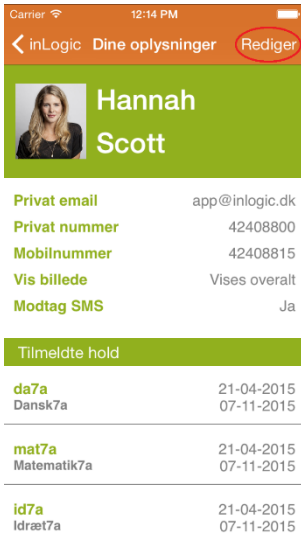 Carrier 12:14 PM
inLogic Dine oplysninger Rediger
Hannah
Scott
Privat email app@inlogic.dk
Privat nummer 42408800
Mobilnummer 42408815
Vis billede Vises overalt
Modtag SMS Ja
Tilmeldte hold
da7a 21-04-2015
Dansk7a 07-11-2015
mat7a 21-04-2015
Matematik7a 07-11-2015
id7a 21-04-2015
Idræt7a 07-11-2015